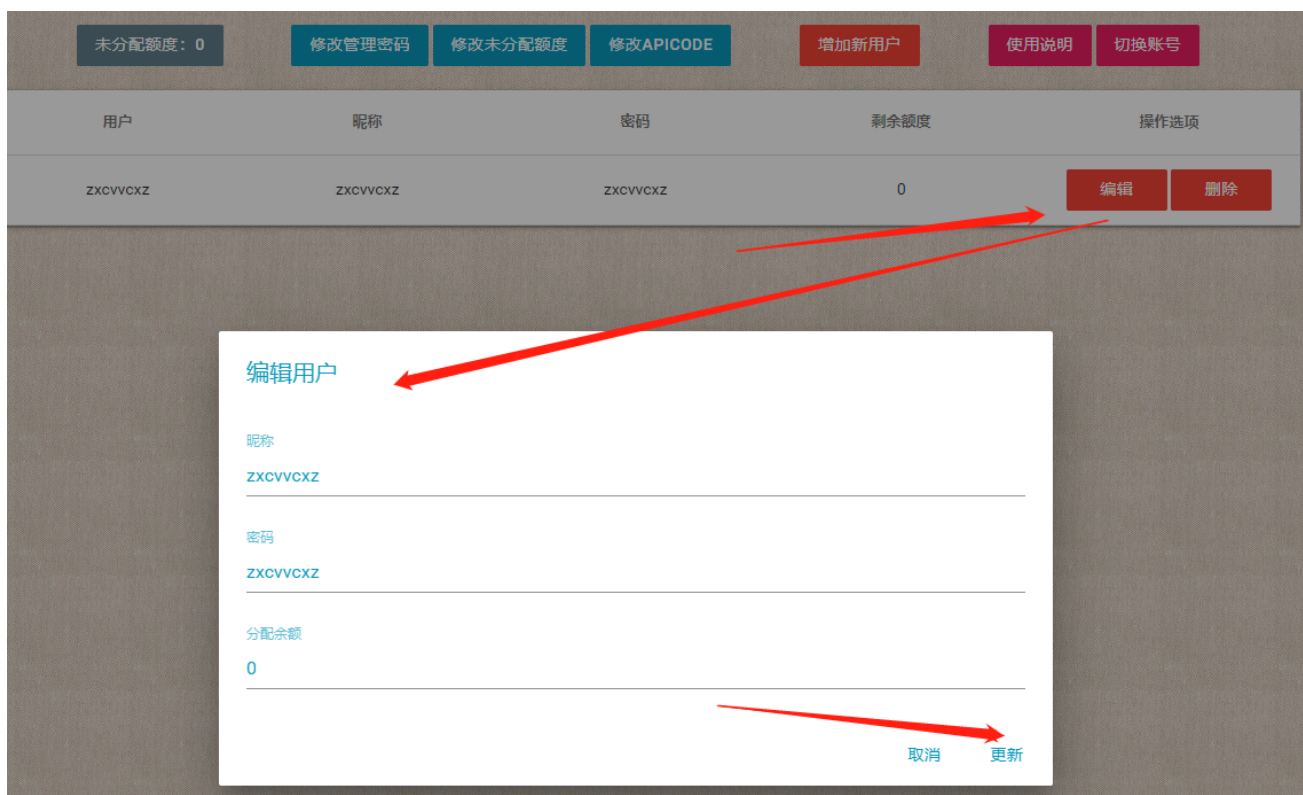 未分配额度：0 修改管理密码 修改未分配额度 修改APICODE 增加新用户 使用说明 切换账号
用户 昵称 密码 剩余额度 操作选项
zxcvvcxz zxcvvcxz zxcvvcxz 0 编辑 删除
编辑用户
昵称
zxcvvcxz
密码
zxcvvcxz
分配余额
0
取消 更新